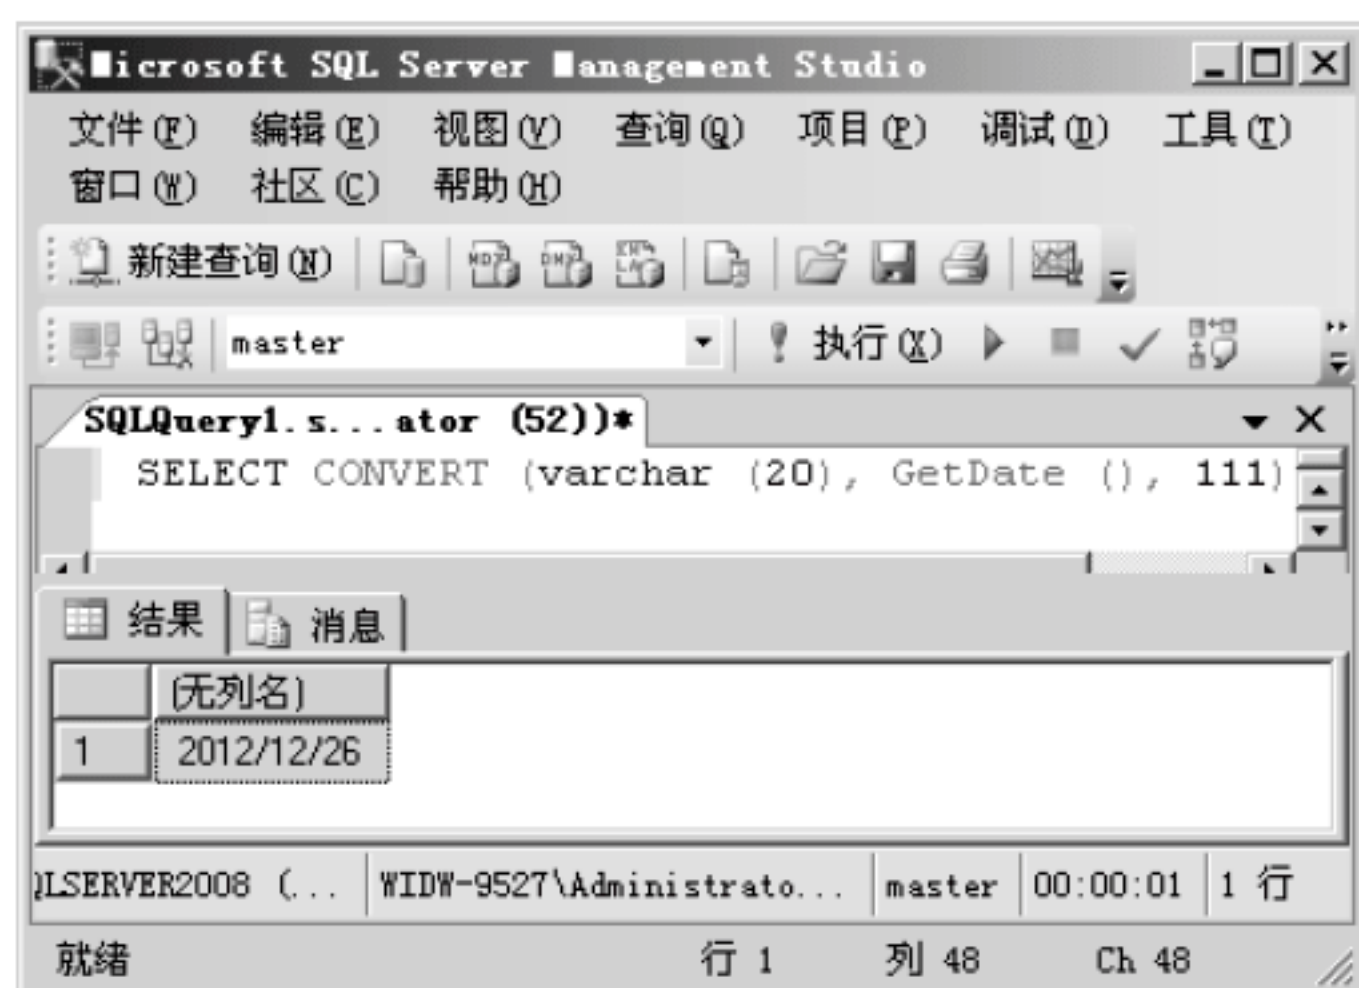 Microsoft SQL Server Management Studio
文件(F) 编辑(E) 视图(V) 查询(Q) 项目(P) 调试(D) 工具(T)
窗口(W) 社区(C) 帮助(H)
新建查询(N)
master 执行(X)
SQLQuery1.s...ator (52))*
SELECT CONVERT (varchar (20), GetDate (), 111)
结果 消息
(无列名)
1 2012/12/26
QLSERVER2008 (... WIDW-9527\Administrato... master 00:00:01 1 行
就绪 行 1 列 48 Ch 48